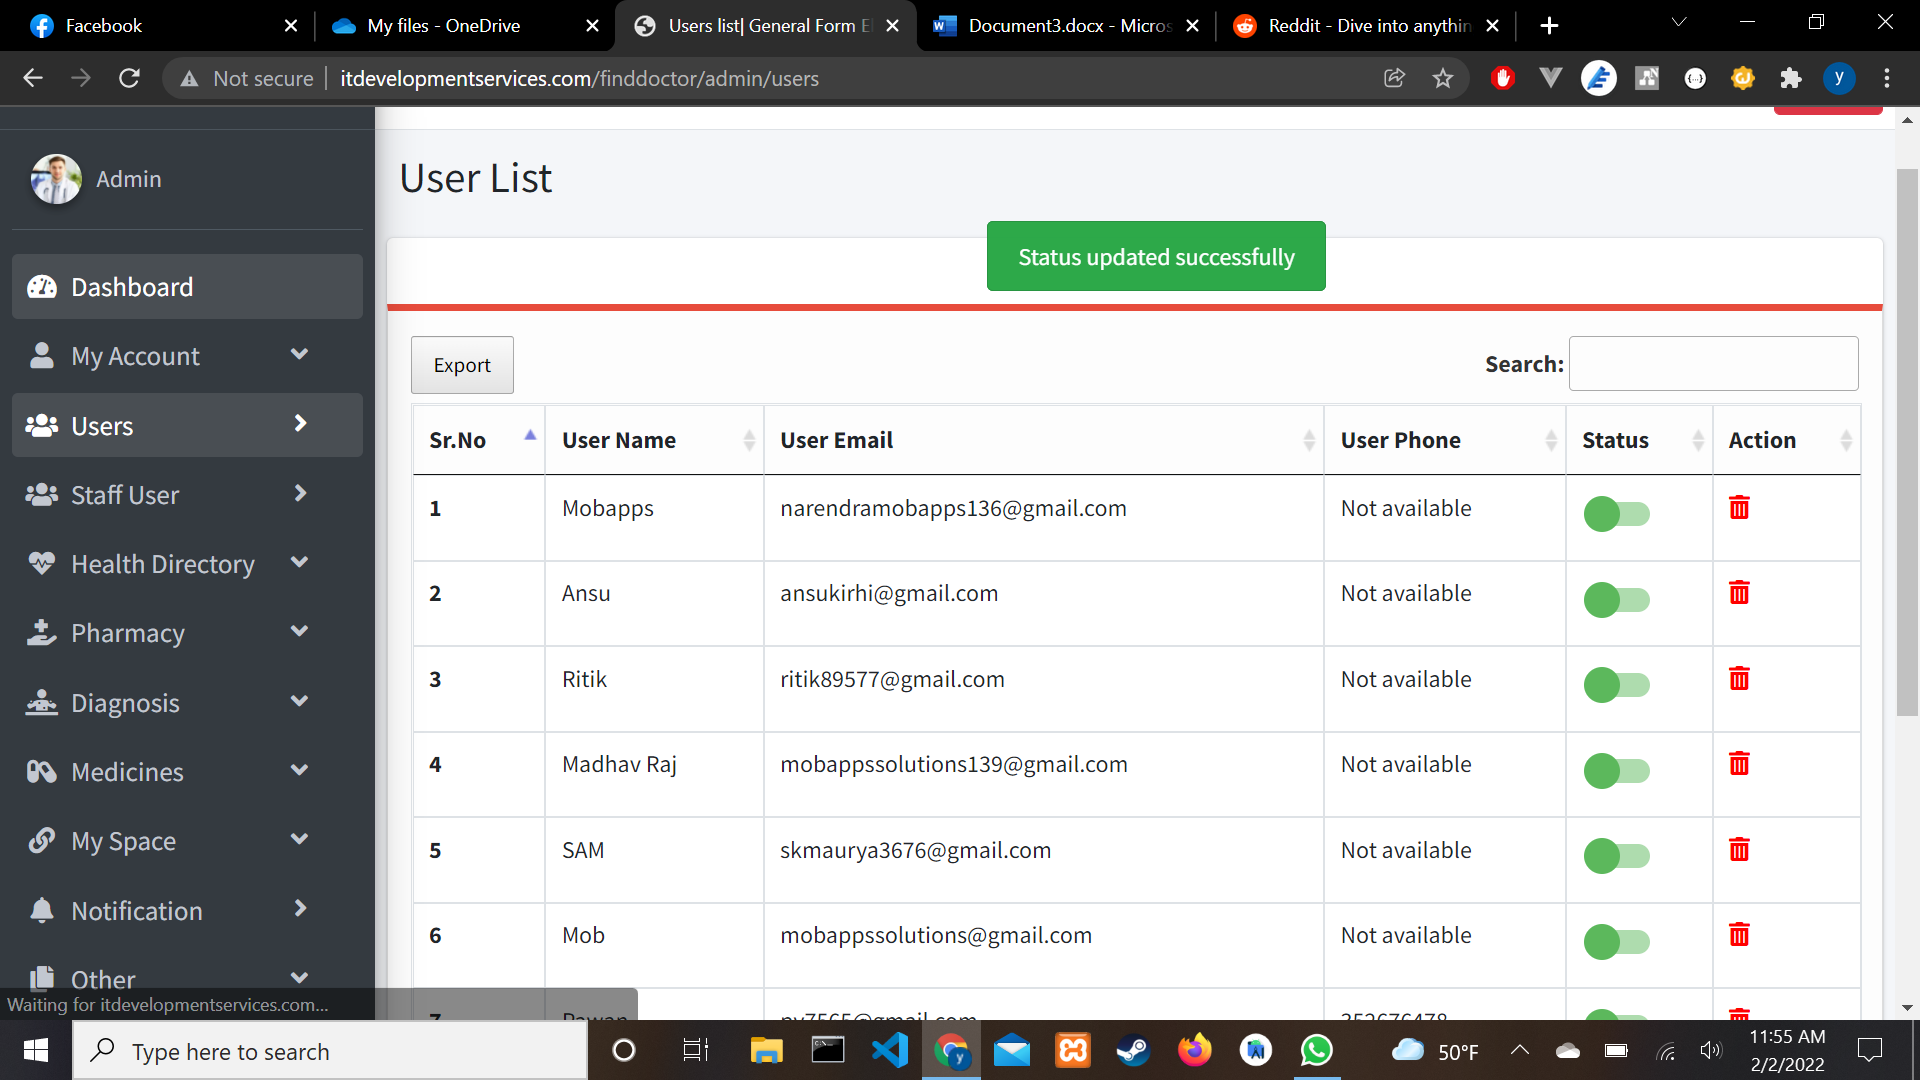 Facebook
My files - OneDrive
Users list| General Form El
Document3.docx - Micros
Reddit - Dive into anythin
Not secure
itdevelopmentservices.com/finddoctor/admin/users
y
Admin
User List
Status updated successfully
Dashboard
My Account
Users
Staff User
Health Directory
Pharmacy
Diagnosis
Medicines
My Space
Notification
Other
Export
Search:
Sr.No User Name User Email User Phone Status Action
1 Mobapps narendramobapps136@gmail.com Not available
2 Ansu ansukirhi@gmail.com Not available
3 Ritik ritik89577@gmail.com Not available
4 Madhav Raj mobappssolutions139@gmail.com Not available
5 SAM skmaurya3676@gmail.com Not available
6 Mob mobappssolutions@gmail.com Not available
7 Pawan py7565@gmail.com
Waiting for itdevelopmentservices.com...
Type here to search
50°F
11:55 AM
2/2/2022